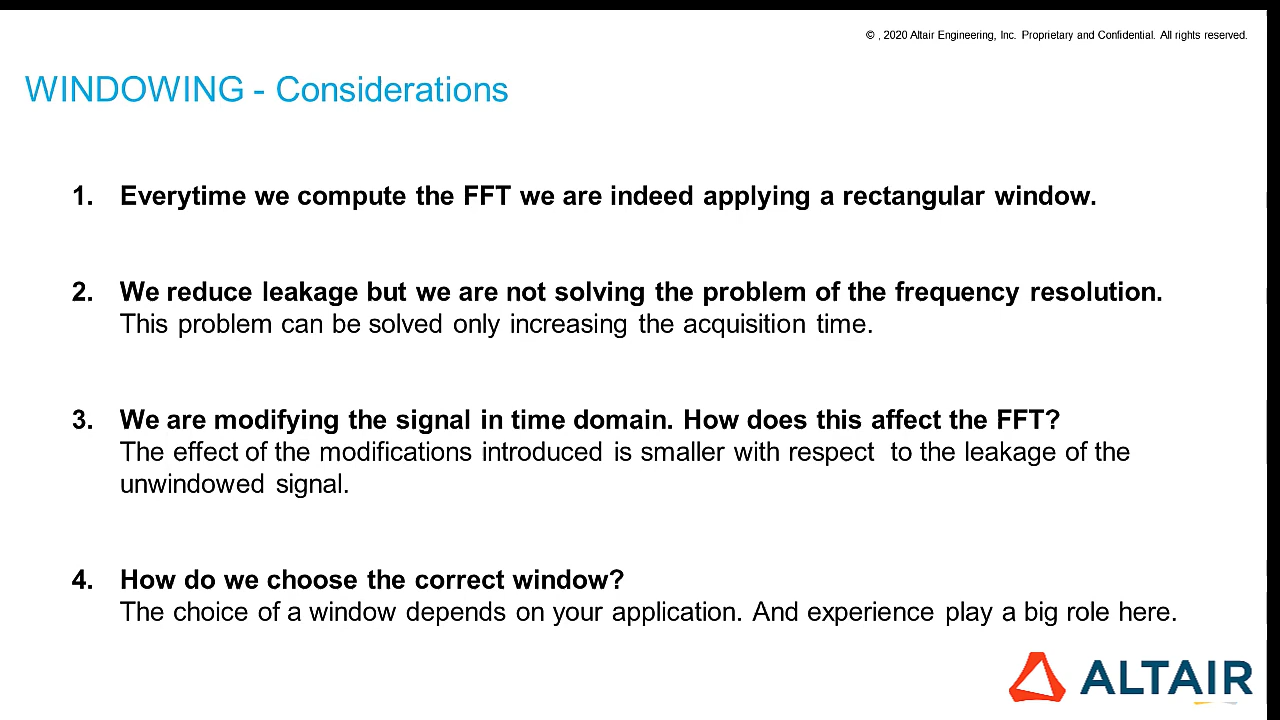 © , 2020 Altair Engineering, Inc. Proprietary and Confidential. All rights reserved.
WINDOWING - Considerations
1. Everytime we compute the FFT we are indeed applying a rectangular window.
2. We reduce leakage but we are not solving the problem of the frequency resolution.
This problem can be solved only increasing the acquisition time.
3. We are modifying the signal in time domain. How does this affect the FFT?
The effect of the modifications introduced is smaller with respect to the leakage of the
unwindowed signal.
4. How do we choose the correct window?
The choice of a window depends on your application. And experience play a big role here.
ALTAIR